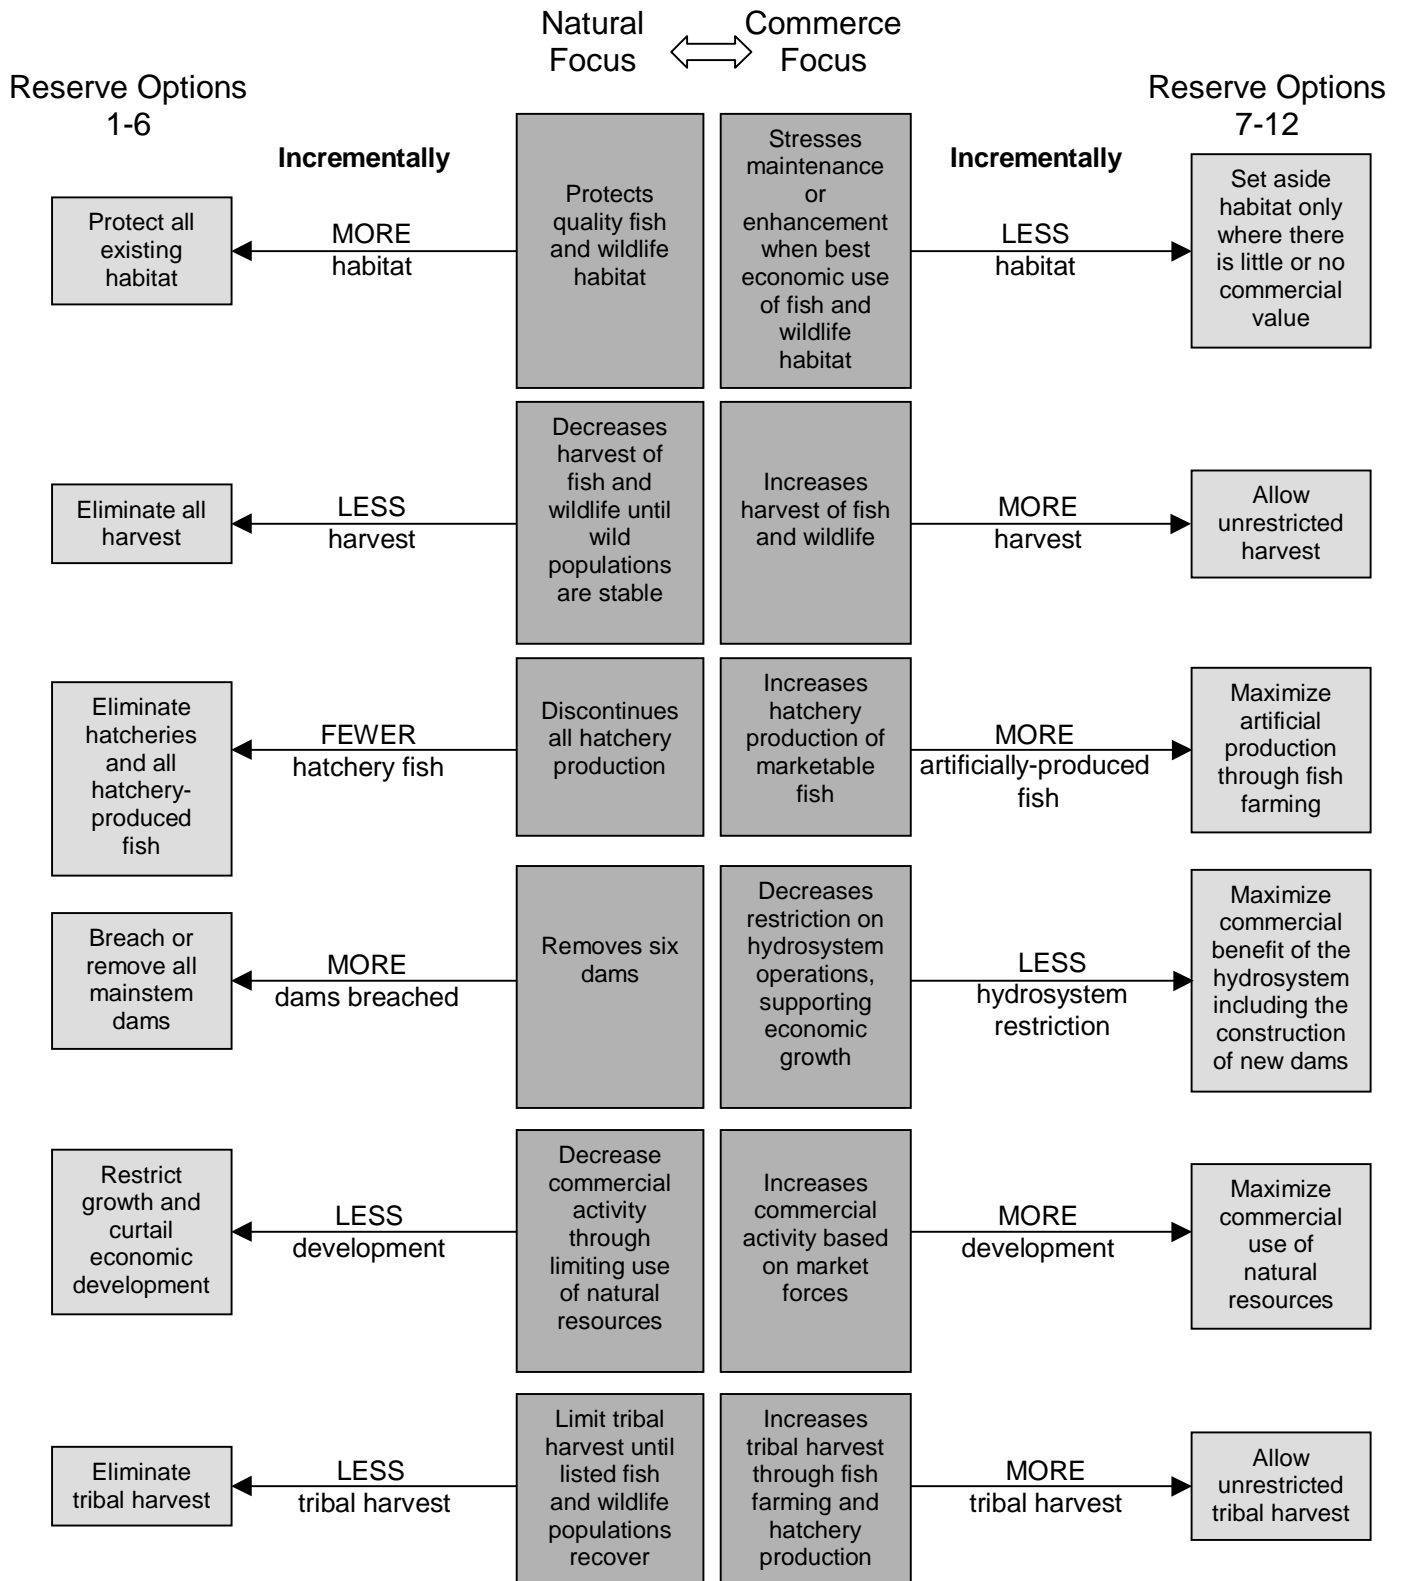 Natural
Focus
Commerce
Focus
Reserve Options
1-6
Reserve Options
7-12
Incrementally
Incrementally
Protect all
existing
habitat
MORE
habitat
Protects
quality fish
and wildlife
habitat
Stresses
maintenance
or
enhancement
when best
economic use
of fish and
wildlife
habitat
LESS
habitat
Set aside
habitat only
where there
is little or no
commercial
value
Eliminate all
harvest
LESS
harvest
Decreases
harvest of
fish and
wildlife until
wild
populations
are stable
Increases
harvest of fish
and wildlife
MORE
harvest
Allow
unrestricted
harvest
Eliminate
hatcheries
and all
hatchery-
produced
fish
FEWER
hatchery fish
Discontinues
all hatchery
production
Increases
hatchery
production of
marketable
fish
MORE
artificially-produced
fish
Maximize
artificial
production
through fish
farming
Breach or
remove all
mainstem
dams
MORE
dams breached
Removes six
dams
Decreases
restriction on
hydrosystem
operations,
supporting
economic
growth
LESS
hydrosystem
restriction
Maximize
commercial
benefit of the
hydrosystem
including the
construction
of new dams
Restrict
growth and
curtail
economic
development
LESS
development
Decrease
commercial
activity
through
limiting use
of natural
resources
Increases
commercial
activity based
on market
forces
MORE
development
Maximize
commercial
use of
natural
resources
Eliminate
tribal harvest
LESS
tribal harvest
Limit tribal
harvest until
listed fish
and wildlife
populations
recover
Increases
tribal harvest
through fish
farming and
hatchery
production
MORE
tribal harvest
Allow
unrestricted
tribal harvest